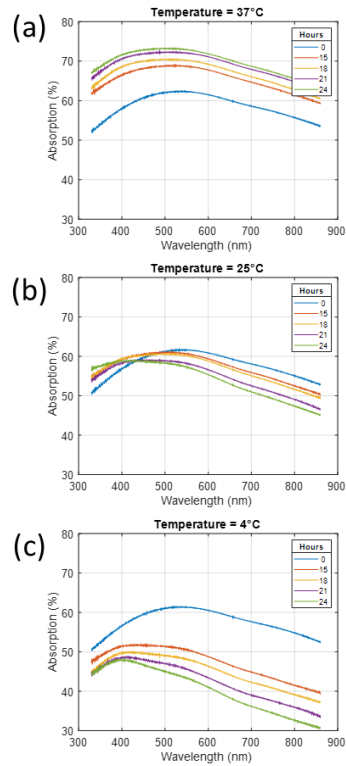 (a)
Temperature = 37°C
Absorption (%)
80
70
60
50
40
30
300 400 500 600 700 800 900
Wavelength (nm)
Hours
0
15
18
21
24
(b)
Temperature = 25°C
Absorption (%)
80
70
60
50
40
30
300 400 500 600 700 800 900
Wavelength (nm)
Hours
0
15
18
21
24
(c)
Temperature = 4°C
Absorption (%)
80
70
60
50
40
30
300 400 500 600 700 800 900
Wavelength (nm)
Hours
0
15
18
21
24